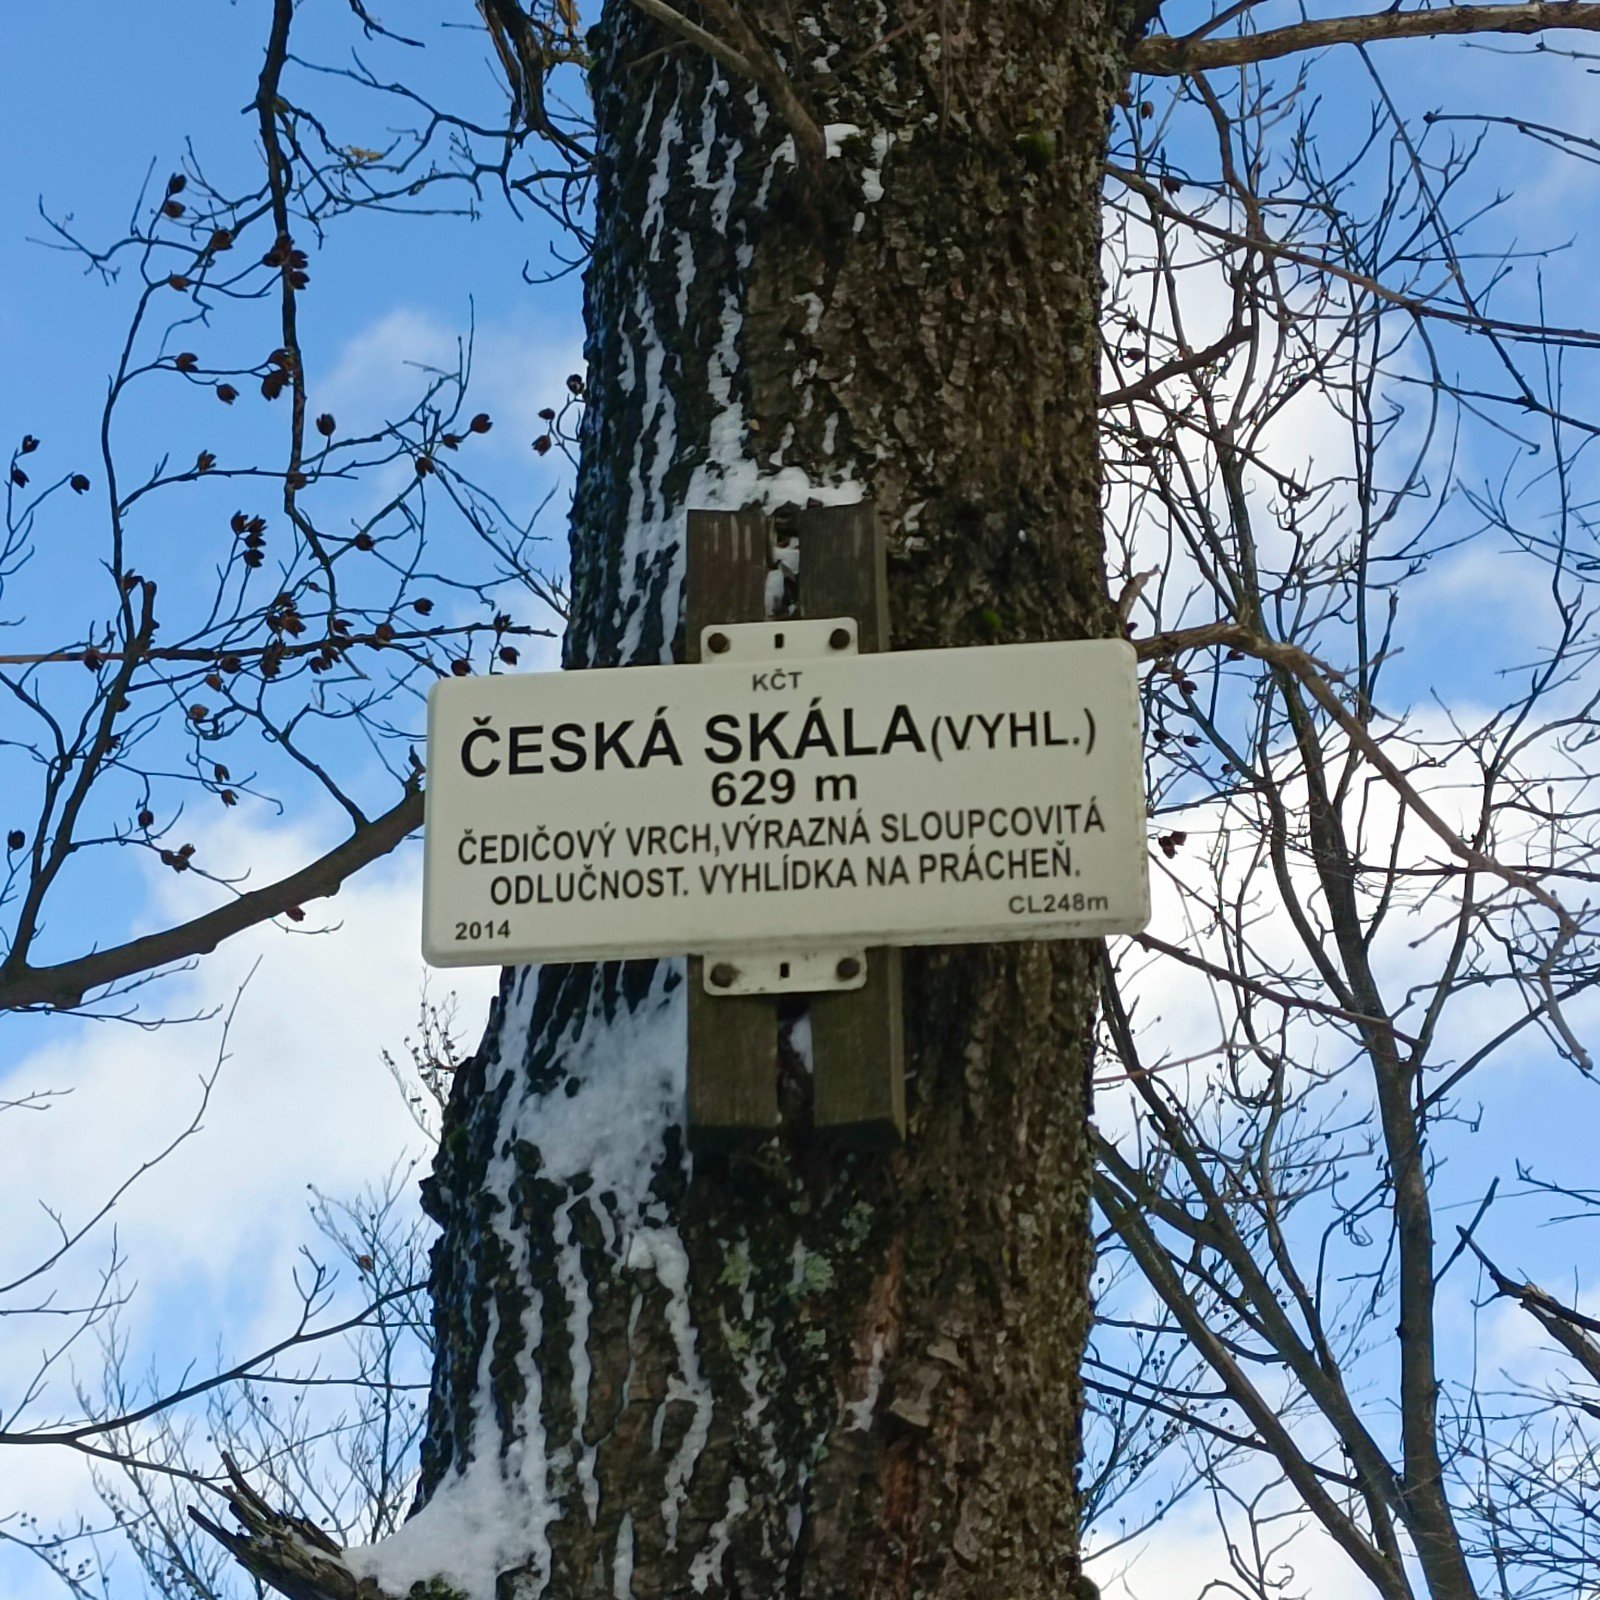 KČT
ČESKÁ SKÁLA(VYHL.)
629 m
ČEDIČOVÝ VRCH,VÝRAZNÁ SLOUPCOVITÁ
ODLUČNOST. VYHLÍDKA NA PRÁCHEŇ.
2014 CL248m